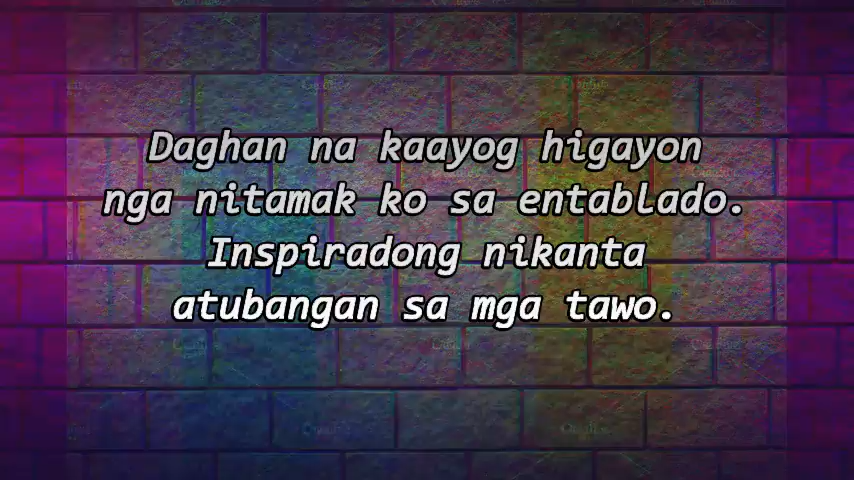 Daghan na kaayog higayon
nga nitamak ko sa entablado.
Inspiradong nikanta
atubangan sa mga tawo.